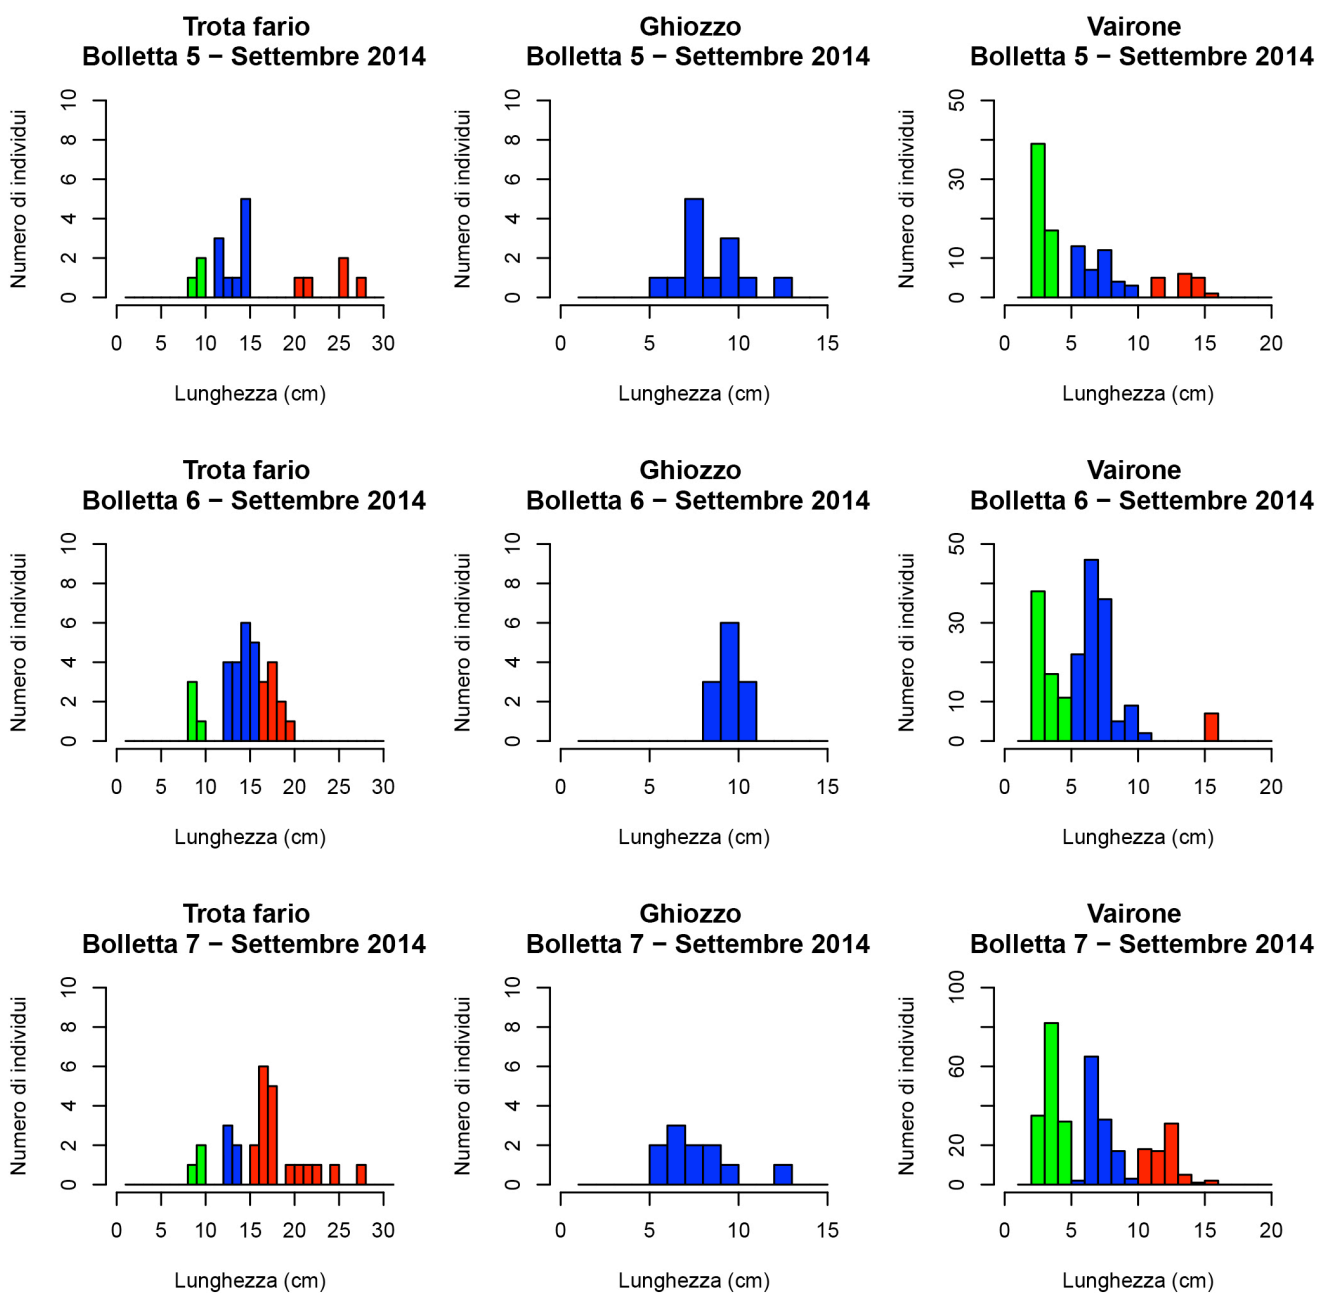 Trota fario
Bolletta 5 − Settembre 2014
Numero di individui
0 2 4 6 8 10
0 5 10 15 20 25 30
Lunghezza (cm)
Ghiozzo
Bolletta 5 − Settembre 2014
Numero di individui
0 2 4 6 8 10
0 5 10 15
Lunghezza (cm)
Vairone
Bolletta 5 − Settembre 2014
Numero di individui
0 10 30 50
0 5 10 15 20
Lunghezza (cm)
Trota fario
Bolletta 6 − Settembre 2014
Numero di individui
0 2 4 6 8 10
0 5 10 15 20 25 30
Lunghezza (cm)
Ghiozzo
Bolletta 6 − Settembre 2014
Numero di individui
0 2 4 6 8 10
0 5 10 15
Lunghezza (cm)
Vairone
Bolletta 6 − Settembre 2014
Numero di individui
0 10 30 50
0 5 10 15 20
Lunghezza (cm)
Trota fario
Bolletta 7 − Settembre 2014
Numero di individui
0 2 4 6 8 10
0 5 10 15 20 25 30
Lunghezza (cm)
Ghiozzo
Bolletta 7 − Settembre 2014
Numero di individui
0 2 4 6 8 10
0 5 10 15
Lunghezza (cm)
Vairone
Bolletta 7 − Settembre 2014
Numero di individui
0 20 60 100
0 5 10 15 20
Lunghezza (cm)